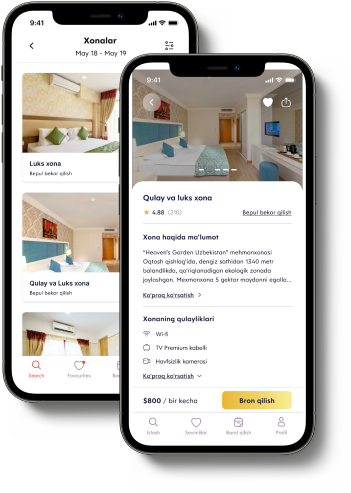 9:41
Xonalar
May 18 - May 19
Luks xona
Bepul bekor qilish
Qulay va Luks xona
Bepul bekor qilish
Search
Favourites
9:41
Qulay va luks xona
4.88 (210)
Bepul bekor qilish
Xona haqida ma'lumot
"Heaven's Garden Uzbekistan" mehmonxonasi
Oqtosh qishlog'ida, dengiz sathidan 1340 metr
balandlikda, qo'riqlanadigan ekologik zonada
joylashgan. Mexmonxona 5 gektar maydonni egalla...
Ko'proq ko'rsatish
Xonaning qulayliklari
Wi-fi
TV Premium kabelli
Havfsizlik kamerasi
Ko'proq ko'rsatish
$800 / bir kecha
Bron qilish
Izlash
Sevimlilar
Band qilish
Profil